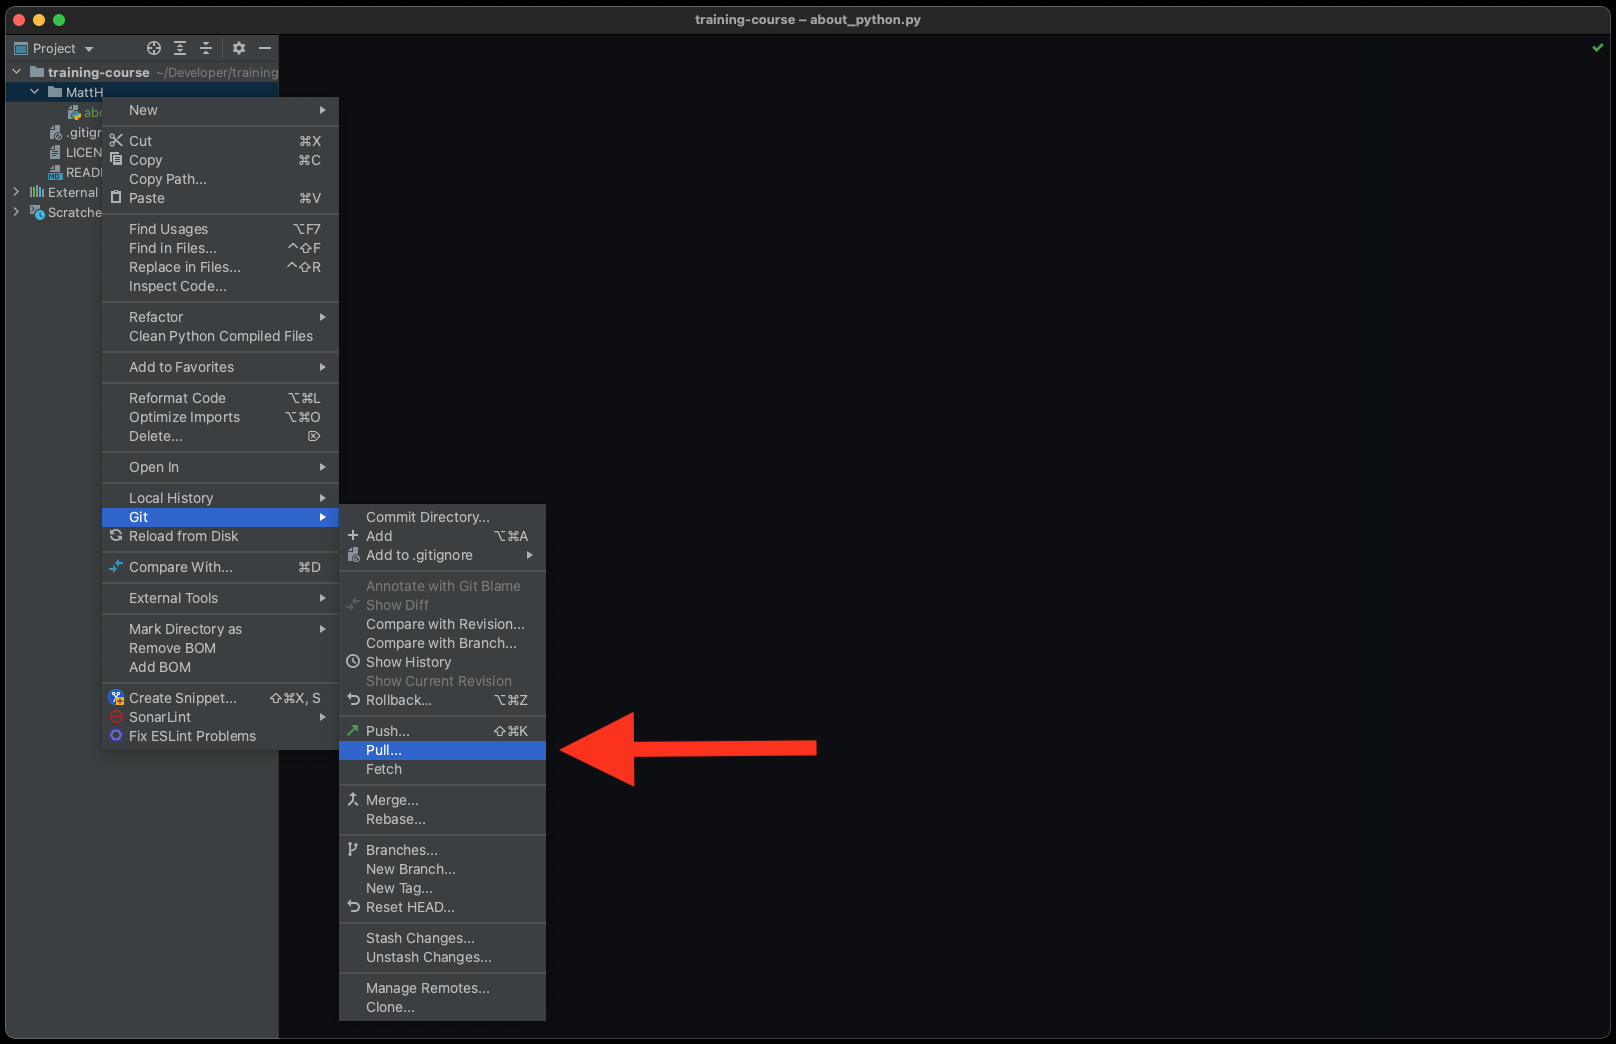 training-course – about_python.py
Project
training-course ~/Developer/training
MattH
abo
.gitigr
LICEN
READ
External
Scratche
New
Cut ⌘X
Copy ⌘C
Copy Path...
Paste ⌘V
Find Usages ⌥F7
Find in Files... ^⇧F
Replace in Files... ^⇧R
Inspect Code...
Refactor
Clean Python Compiled Files
Add to Favorites
Reformat Code ⌥⌘L
Optimize Imports ⌥⌘O
Delete... ⌦
Open In
Local History
Git
Reload from Disk
Compare With... ⌘D
External Tools
Mark Directory as
Remove BOM
Add BOM
Create Snippet... ⇧⌘X, S
SonarLint
Fix ESLint Problems
Commit Directory...
Add ⌥⌘A
Add to .gitignore
Annotate with Git Blame
Show Diff
Compare with Revision...
Compare with Branch...
Show History
Show Current Revision
Rollback... ⌥⌘Z
Push... ⇧⌘K
Pull...
Fetch
Merge...
Rebase...
Branches...
New Branch...
New Tag...
Reset HEAD...
Stash Changes...
Unstash Changes...
Manage Remotes...
Clone...